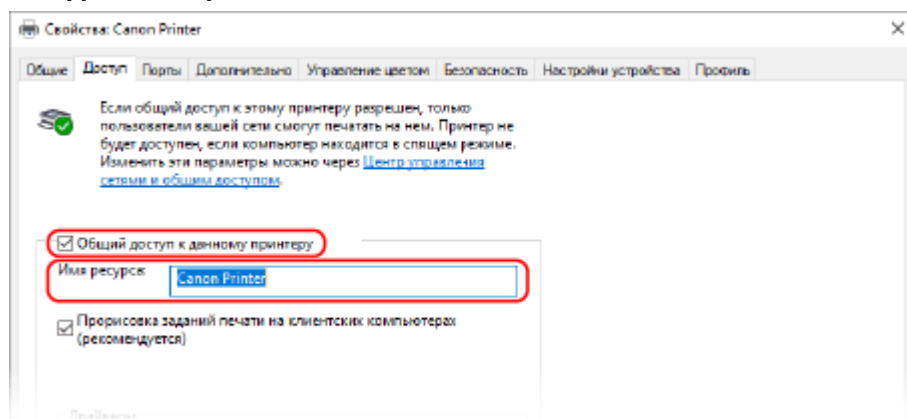 Свойства: Canon Printer
Общие Доступ Порты Дополнительно Управление цветом Безопасность Настройки устройства Профиль
Если общий доступ к этому принтеру разрешен, только
пользователи вашей сети смогут печатать на нем. Принтер не
будет доступен, если компьютер находится в спящем режиме.
Изменить эти параметры можно через Центр управления
сетями и общим доступом.
Общий доступ к данному принтеру
Имя ресурса: Canon Printer
Прорисовка заданий печати на клиентских компьютерах
(рекомендуется)